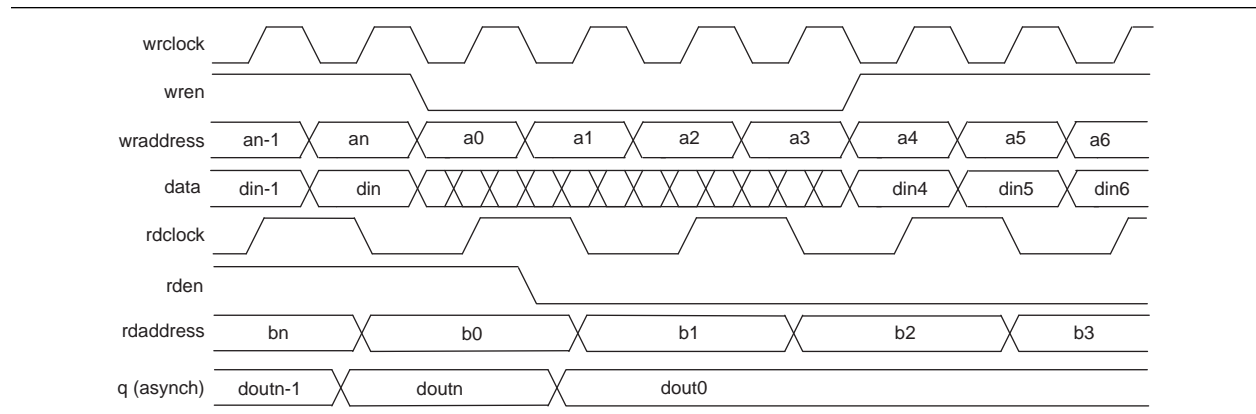 wrclock
wren
wraddress an-1 an a0 a1 a2 a3 a4 a5 a6
data din-1 din din4 din5 din6
rdclock
rden
rdaddress bn b0 b1 b2 b3
q (asynch) doutn-1 doutn dout0